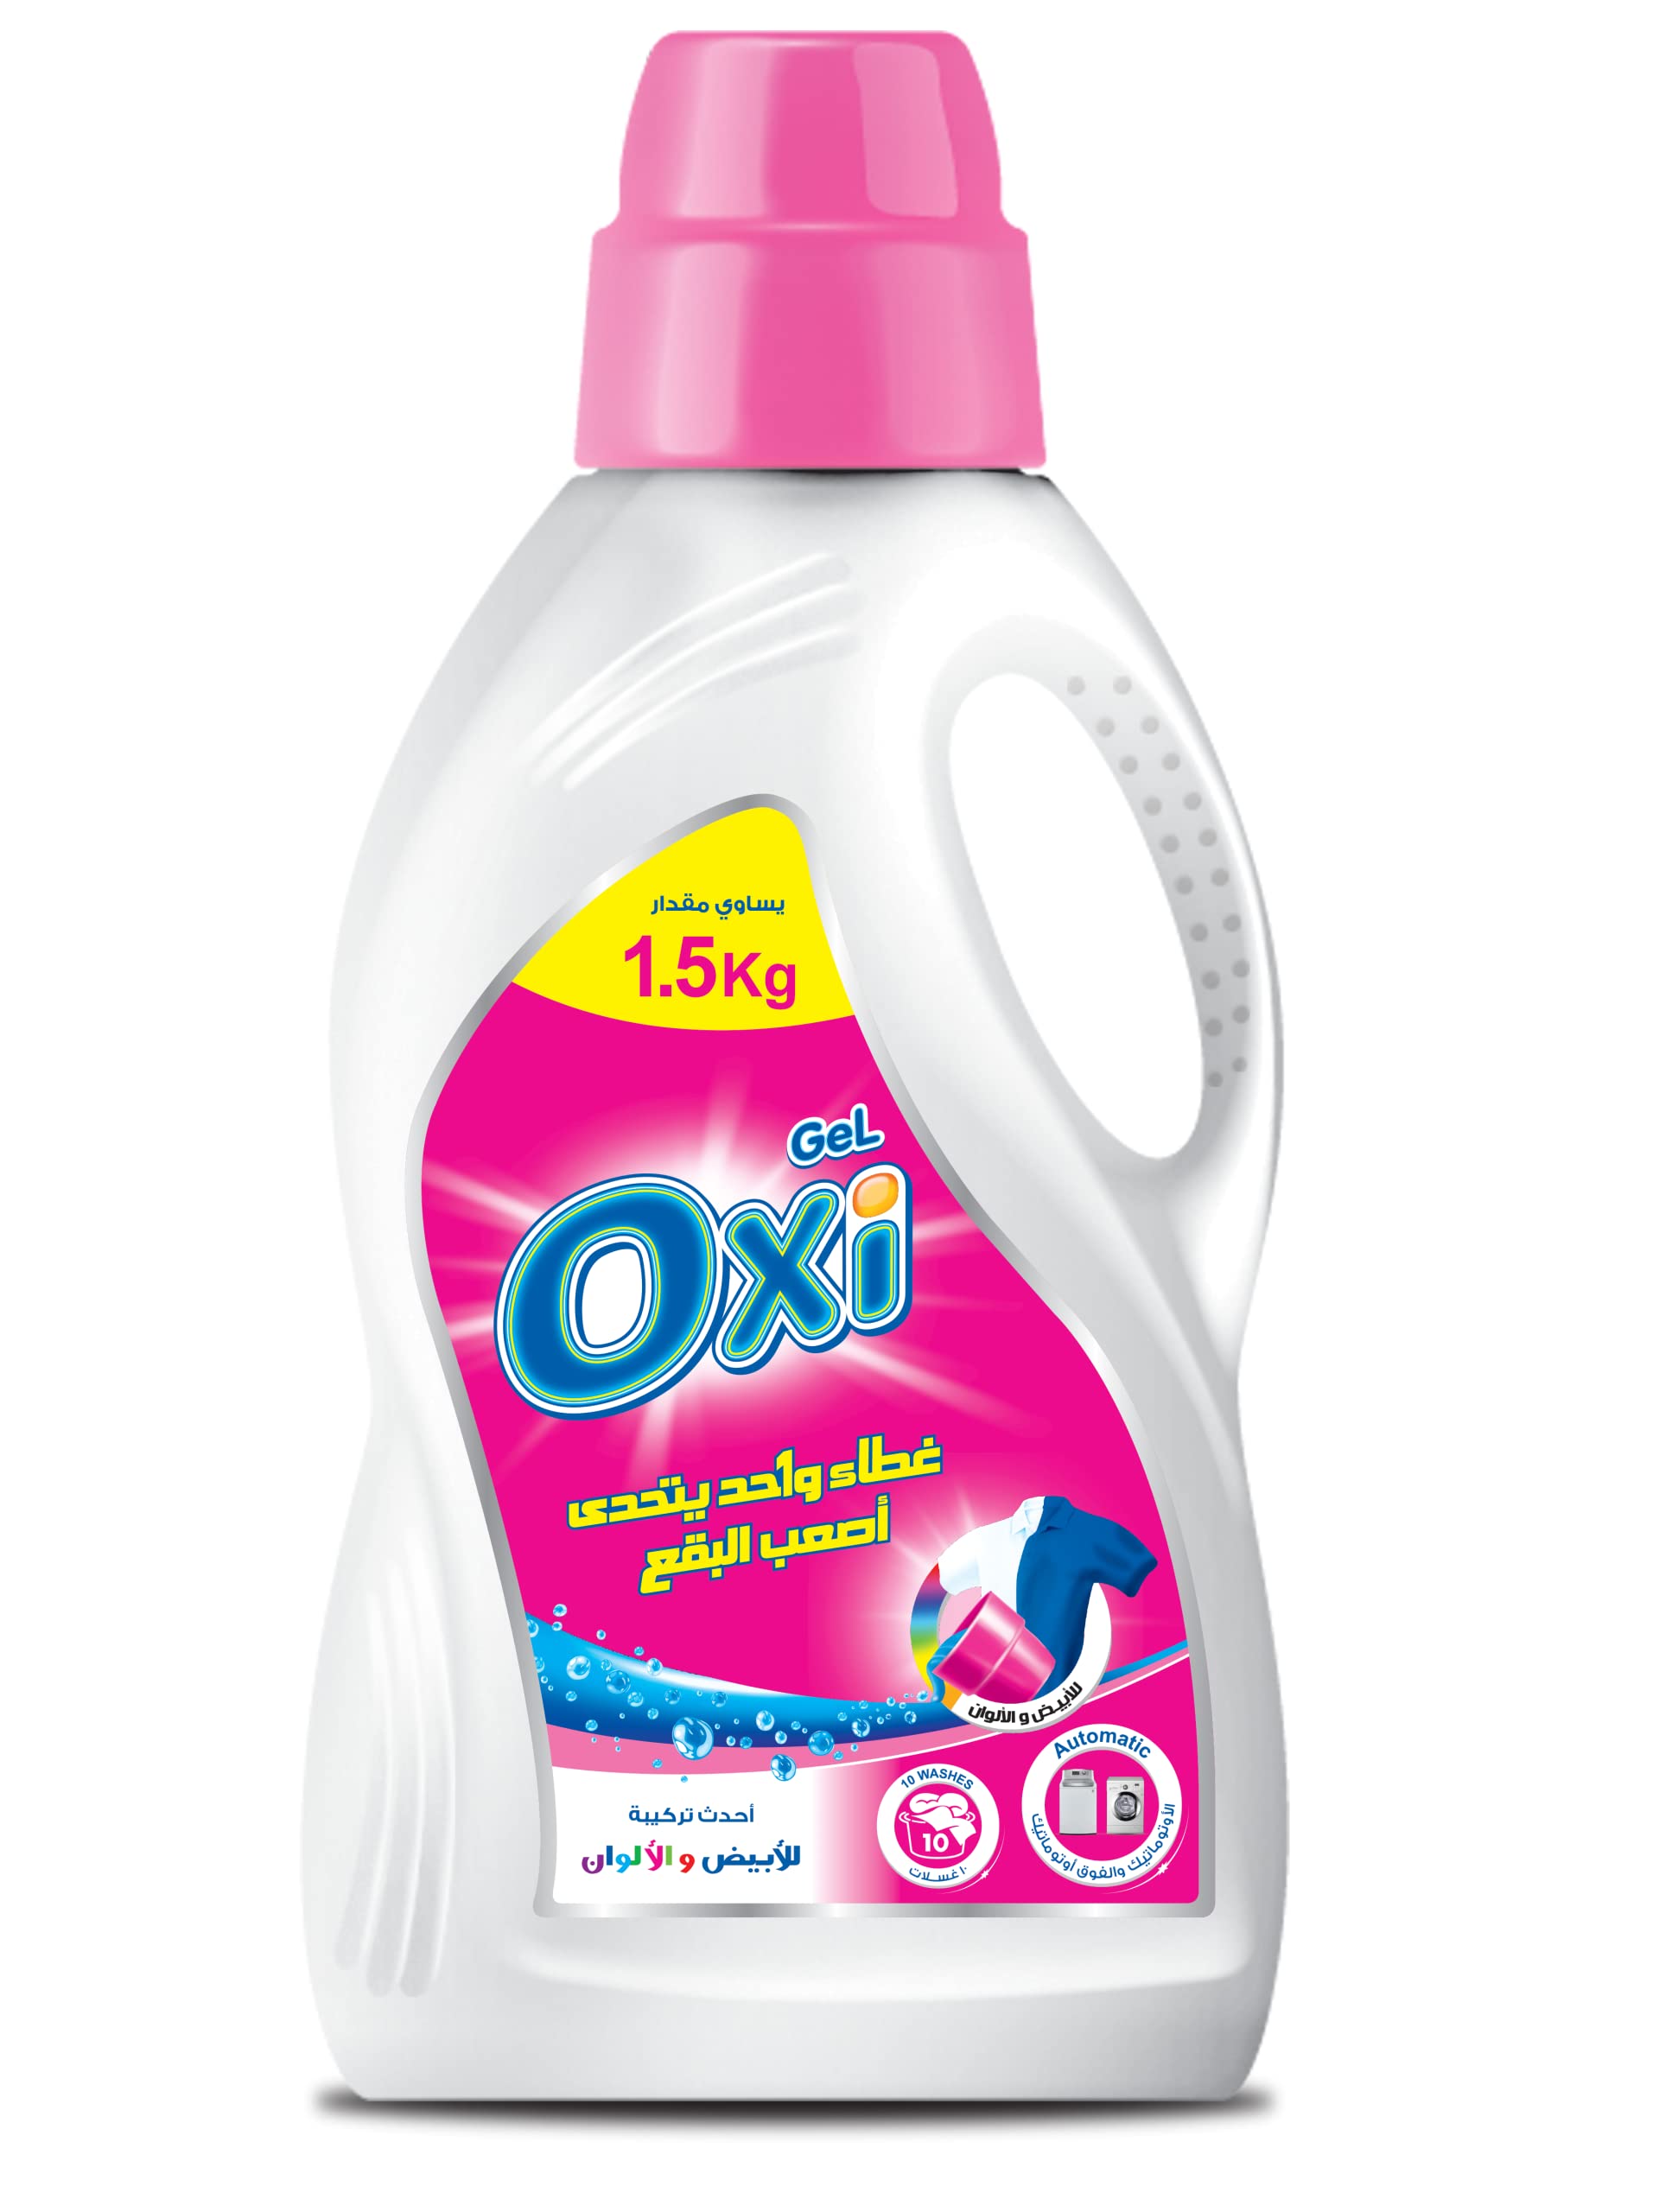 يساوي مقدار
1.5Kg
GeL
Oxi
غطاء وا1حد يتحدى
أصعب البقع
للأبيض و الألوان
Automatic
الأوتوماتيك والفوق أوتوماتيك
10 WASHES
10
١٠ غسلات
أحدث تركيبة
للأبيض و الألوان